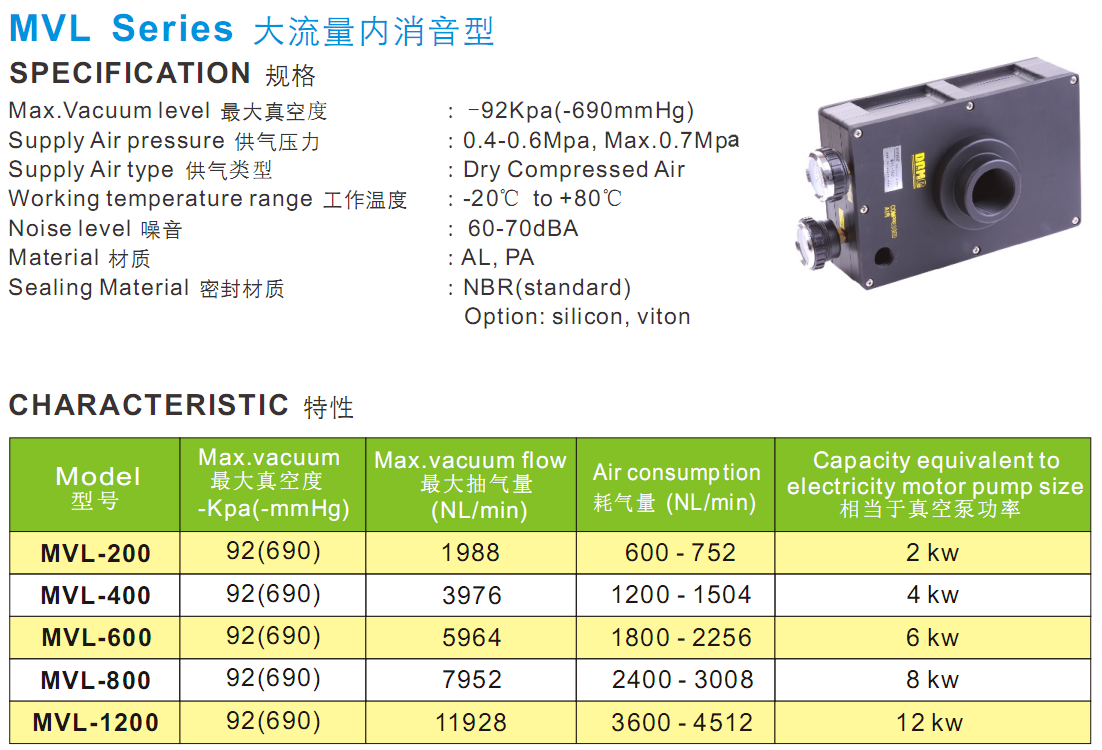 MVL Series 大流量内消音型
SPECIFICATION 规格
Max.Vacuum level 最大真空度 : -92Kpa(-690mmHg)
Supply Air pressure 供气压力 : 0.4-0.6Mpa, Max.0.7Mpa
Supply Air type 供气类型 : Dry Compressed Air
Working temperature range 工作温度 : -20℃ to +80℃
Noise level 噪音 : 60-70dBA
Material 材质 : AL, PA
Sealing Material 密封材质 : NBR(standard)
Option: silicon, viton
COMPRESSED
CHARACTERISTIC 特性
Model
型号
Max.vacuum
最大真空度
-Kpa(-mmHg)
Max.vacuum flow
最大抽气量
(NL/min)
Air consumption
耗气量 (NL/min)
Capacity equivalent to
electricity motor pump size
相当于真空泵功率
MVL-200 92(690) 1988 600 - 752 2 kw
MVL-400 92(690) 3976 1200 - 1504 4 kw
MVL-600 92(690) 5964 1800 - 2256 6 kw
MVL-800 92(690) 7952 2400 - 3008 8 kw
MVL-1200 92(690) 11928 3600 - 4512 12 kw